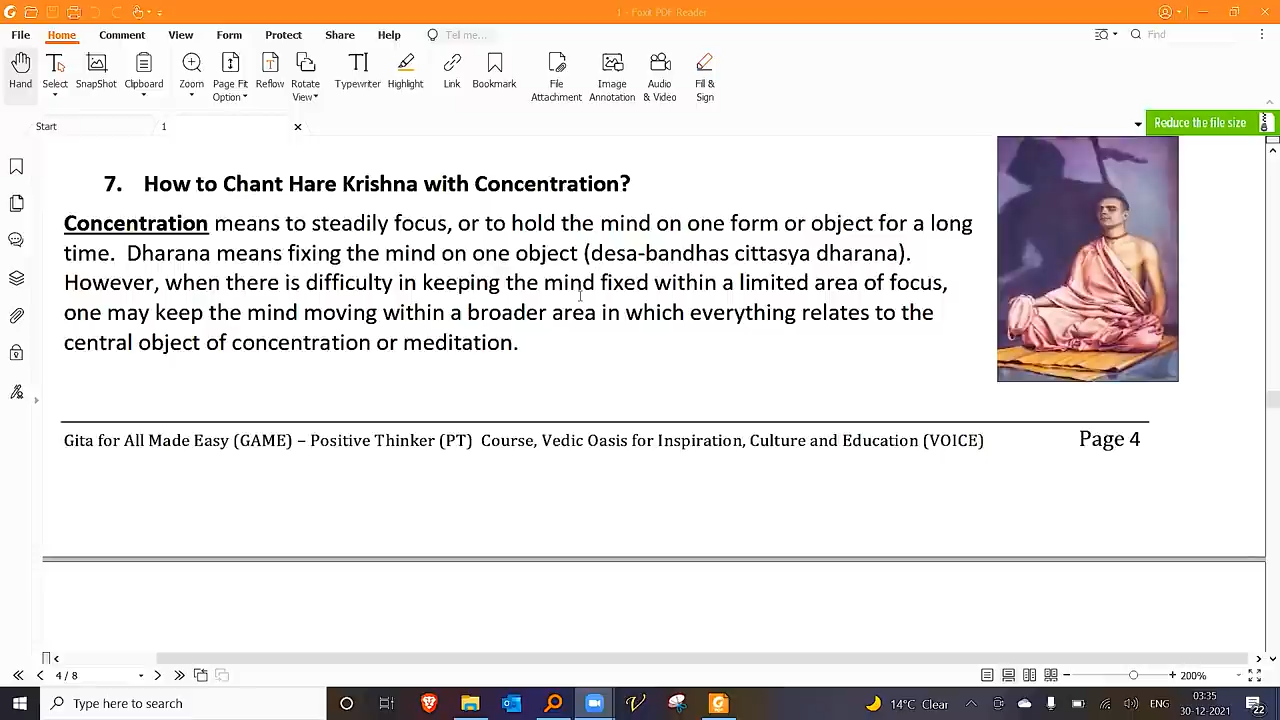 1 - Foxit PDF Reader
File Home Comment View Form Protect Share Help Tell me... Find
Hand Select SnapShot Clipboard Zoom Page Fit Option Reflow Rotate View Typewriter Highlight Link Bookmark File Attachment Image Annotation Audio & Video Fill & Sign
Start 1 Reduce the file size
7. How to Chant Hare Krishna with Concentration?
Concentration means to steadily focus, or to hold the mind on one form or object for a long
time. Dharana means fixing the mind on one object (desa-bandhas cittasya dharana).
However, when there is difficulty in keeping the mind fixed within a limited area of focus,
one may keep the mind moving within a broader area in which everything relates to the
central object of concentration or meditation.
Gita for All Made Easy (GAME) – Positive Thinker (PT) Course, Vedic Oasis for Inspiration, Culture and Education (VOICE) Page 4
4 / 8 200%
Type here to search 14°C Clear ENG 03:35
30-12-2021 22